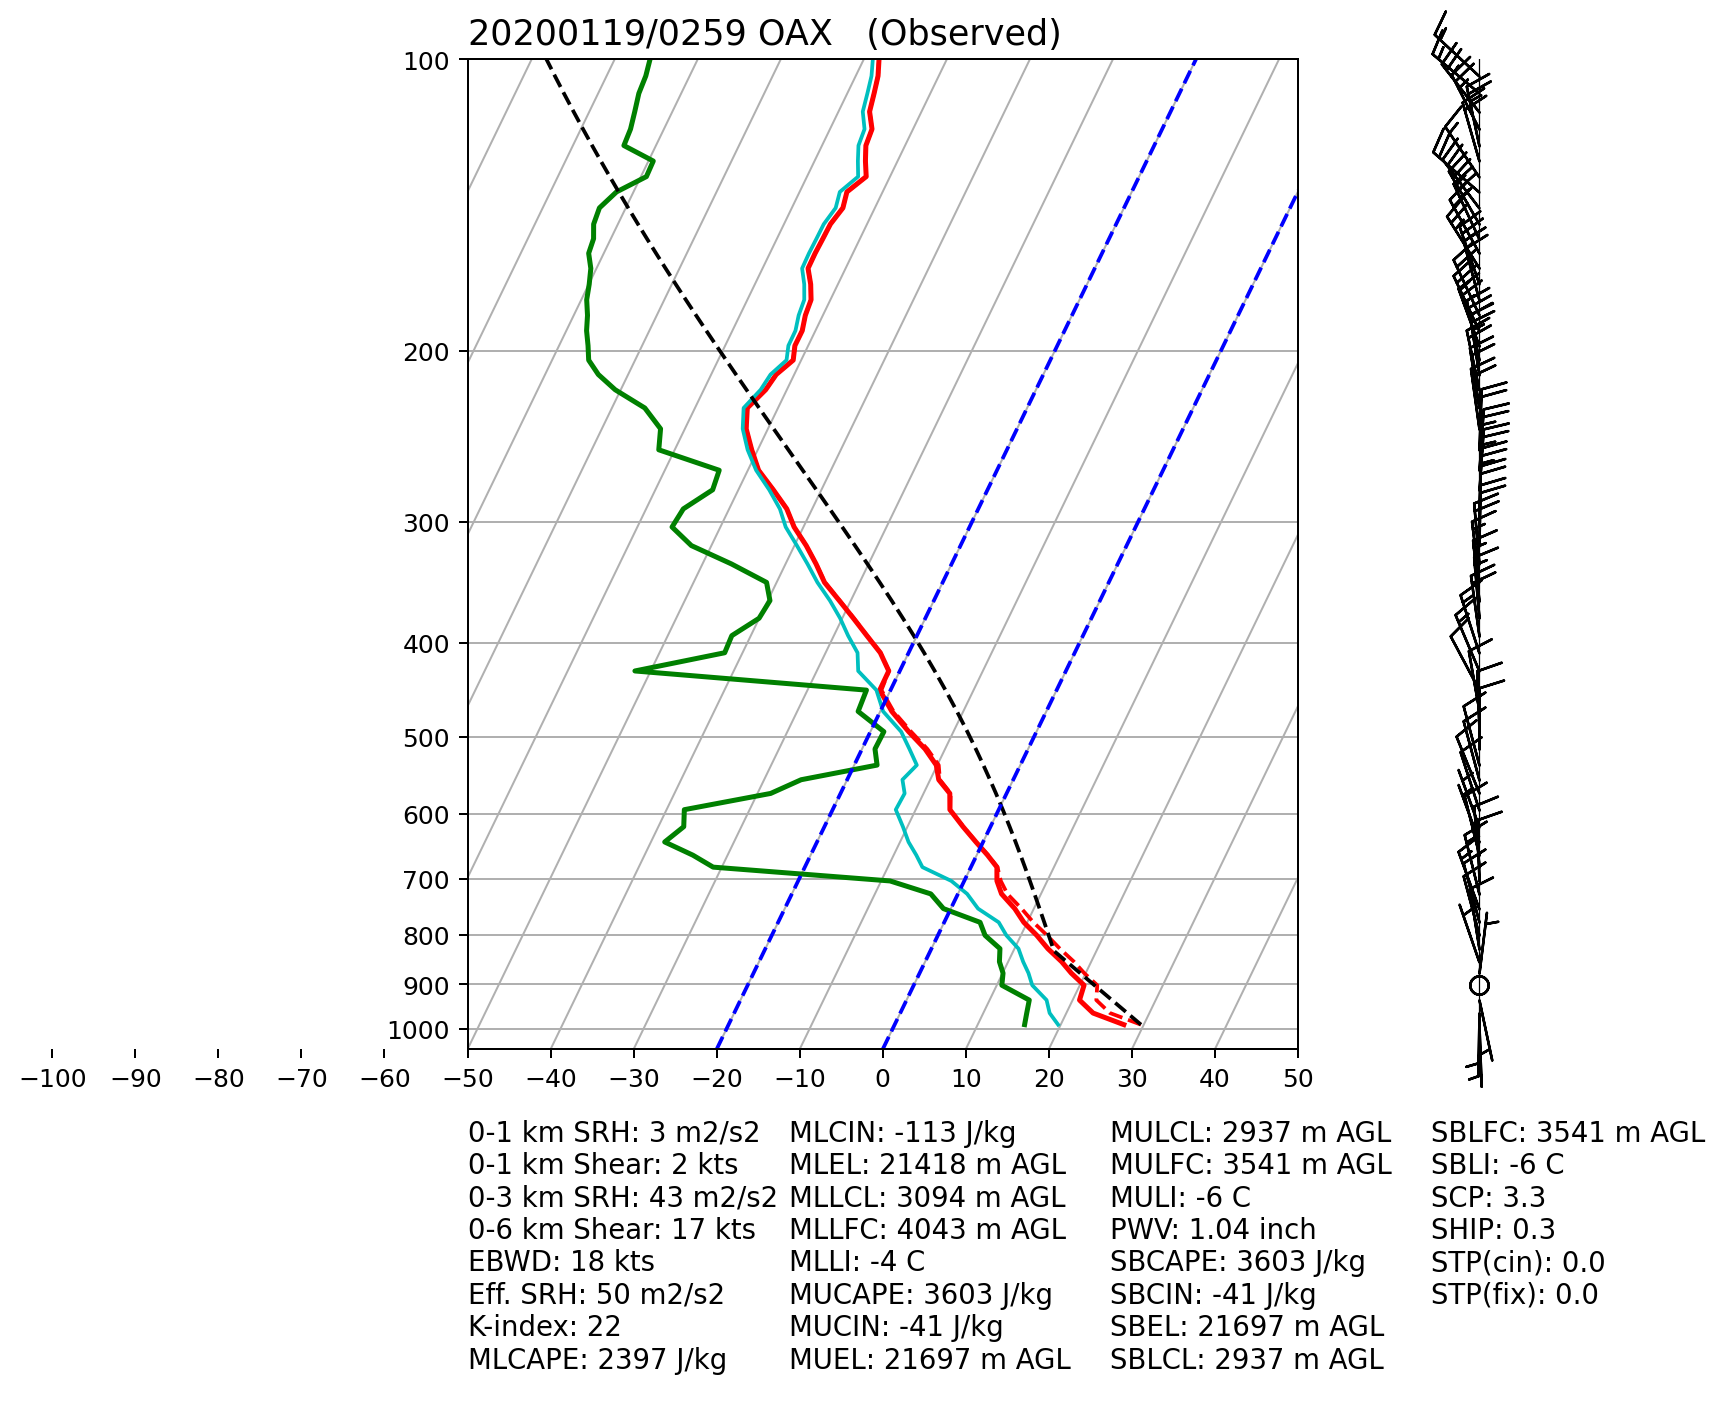 20200119/0259 OAX (Observed)
100
200
300
400
500
600
700
800
900
1000
−100 −90 −80 −70 −60 −50 −40 −30 −20 −10 0 10 20 30 40 50
0-1 km SRH: 3 m2/s2 MLCIN: -113 J/kg MULCL: 2937 m AGL SBLFC: 3541 m AGL
0-1 km Shear: 2 kts MLEL: 21418 m AGL MULFC: 3541 m AGL SBLI: -6 C
0-3 km SRH: 43 m2/s2 MLLCL: 3094 m AGL MULI: -6 C SCP: 3.3
0-6 km Shear: 17 kts MLLFC: 4043 m AGL PWV: 1.04 inch SHIP: 0.3
EBWD: 18 kts MLLI: -4 C SBCAPE: 3603 J/kg STP(cin): 0.0
Eff. SRH: 50 m2/s2 MUCAPE: 3603 J/kg SBCIN: -41 J/kg STP(fix): 0.0
K-index: 22 MUCIN: -41 J/kg SBEL: 21697 m AGL
MLCAPE: 2397 J/kg MUEL: 21697 m AGL SBLCL: 2937 m AGL